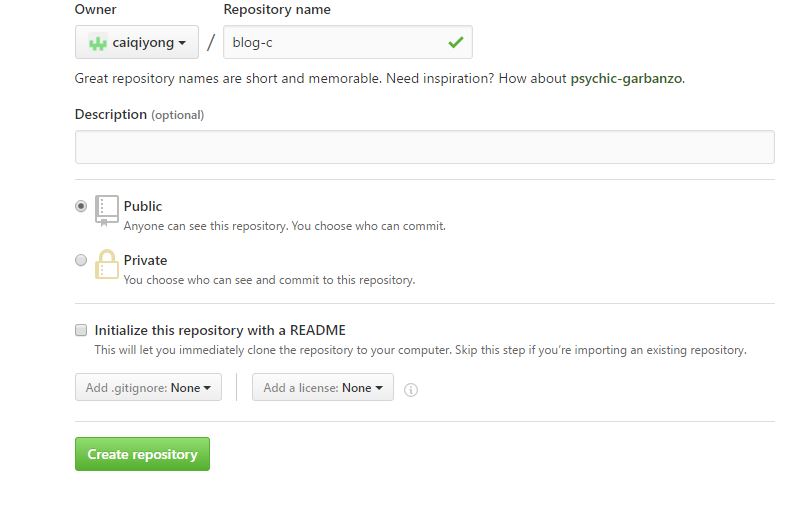 Owner Repository name
caiqiyong / blog-c
Great repository names are short and memorable. Need inspiration? How about psychic-garbanzo.
Description (optional)
Public
Anyone can see this repository. You choose who can commit.
Private
You choose who can see and commit to this repository.
Initialize this repository with a README
This will let you immediately clone the repository to your computer. Skip this step if you’re importing an existing repository.
Add .gitignore: None Add a license: None
Create repository